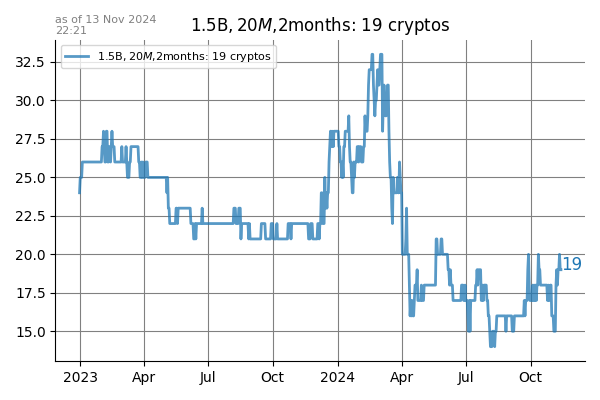 as of 13 Nov 2024
22:21
1.5B, 20M,2months: 19 cryptos
1.5B, 20M,2months: 19 cryptos
32.5
30.0
27.5
25.0
22.5
20.0
19
17.5
15.0
2023 Apr Jul Oct 2024 Apr Jul Oct